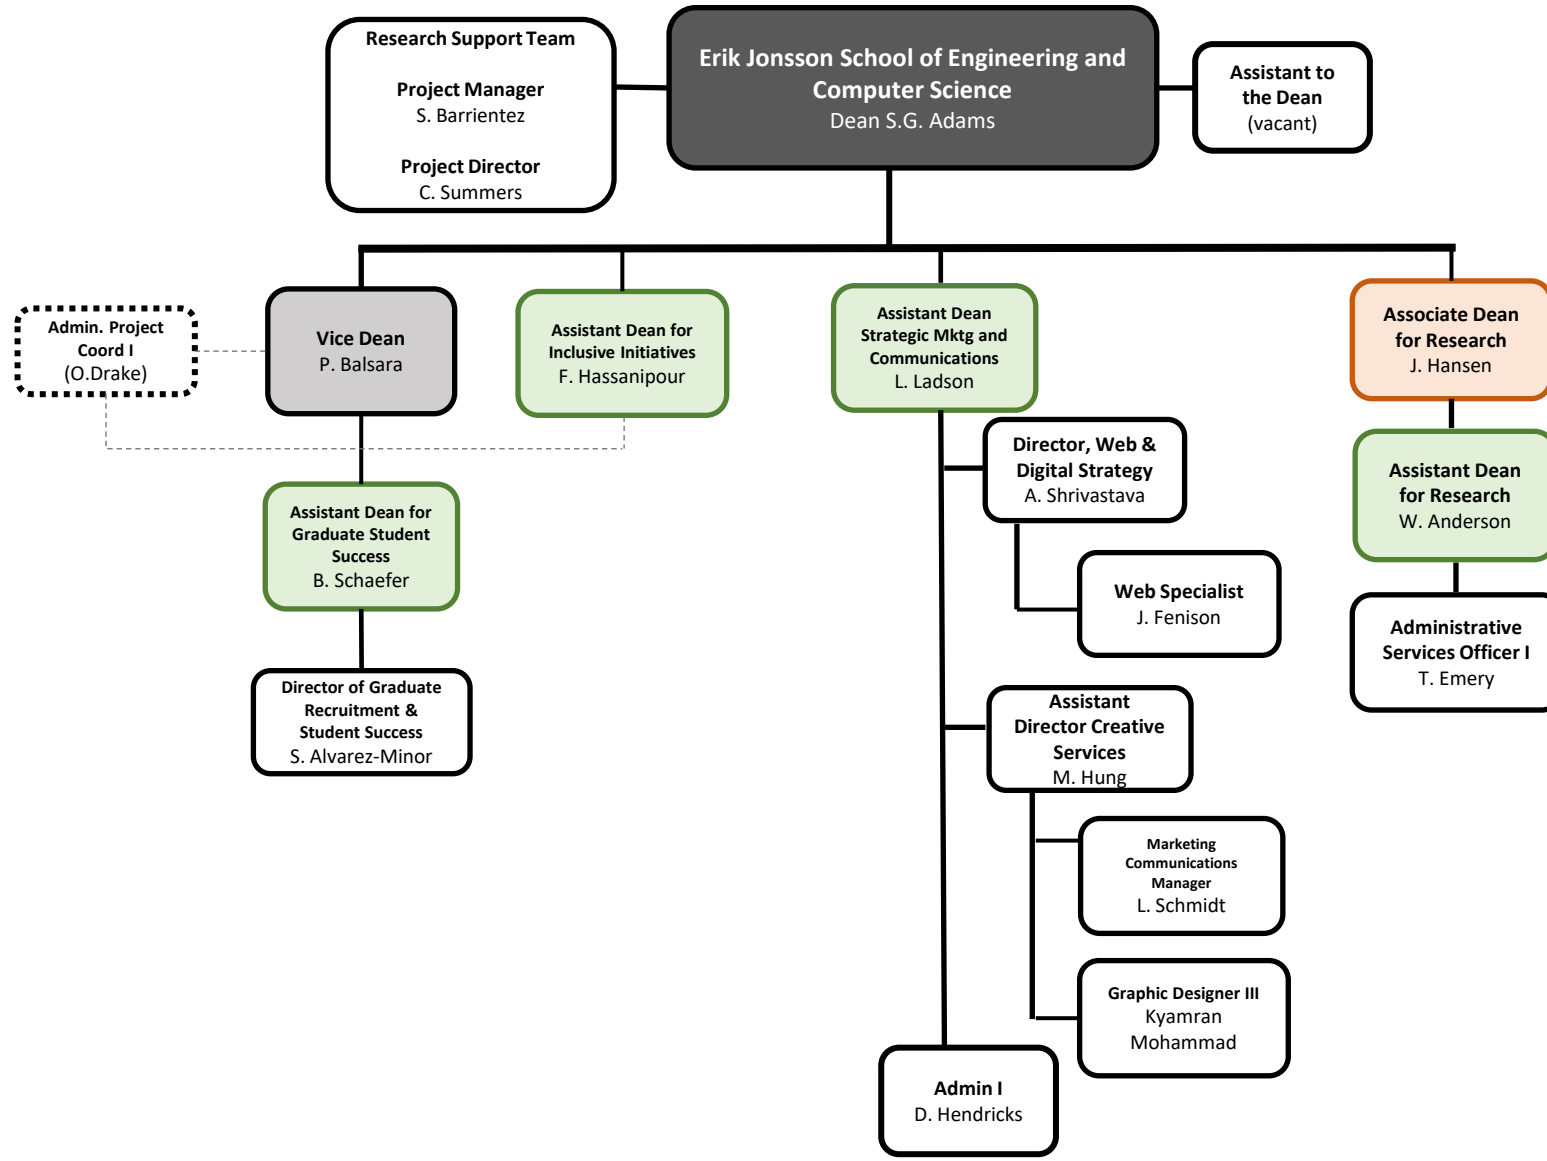 Research Support Team
Project Manager
S. Barrientez
Project Director
C. Summers
Erik Jonsson School of Engineering and
Computer Science
Dean S.G. Adams
Assistant to
the Dean
(vacant)
Admin. Project
Coord I
(O.Drake)
Vice Dean
P. Balsara
Assistant Dean for
Inclusive Initiatives
F. Hassanipour
Assistant Dean
Strategic Mktg and
Communications
L. Ladson
Associate Dean
for Research
J. Hansen
Director, Web &
Digital Strategy
A. Shrivastava
Assistant Dean
for Research
W. Anderson
Assistant Dean for
Graduate Student
Success
B. Schaefer
Web Specialist
J. Fenison
Administrative
Services Officer I
T. Emery
Director of Graduate
Recruitment &
Student Success
S. Alvarez-Minor
Assistant
Director Creative
Services
M. Hung
Marketing
Communications
Manager
L. Schmidt
Graphic Designer III
Kyamran
Mohammad
Admin I
D. Hendricks